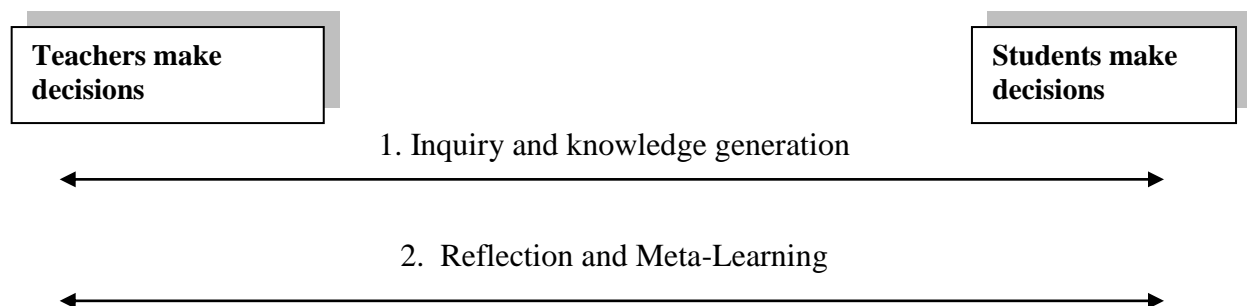 Teachers make
decisions
Students make
decisions
1. Inquiry and knowledge generation
2. Reflection and Meta-Learning